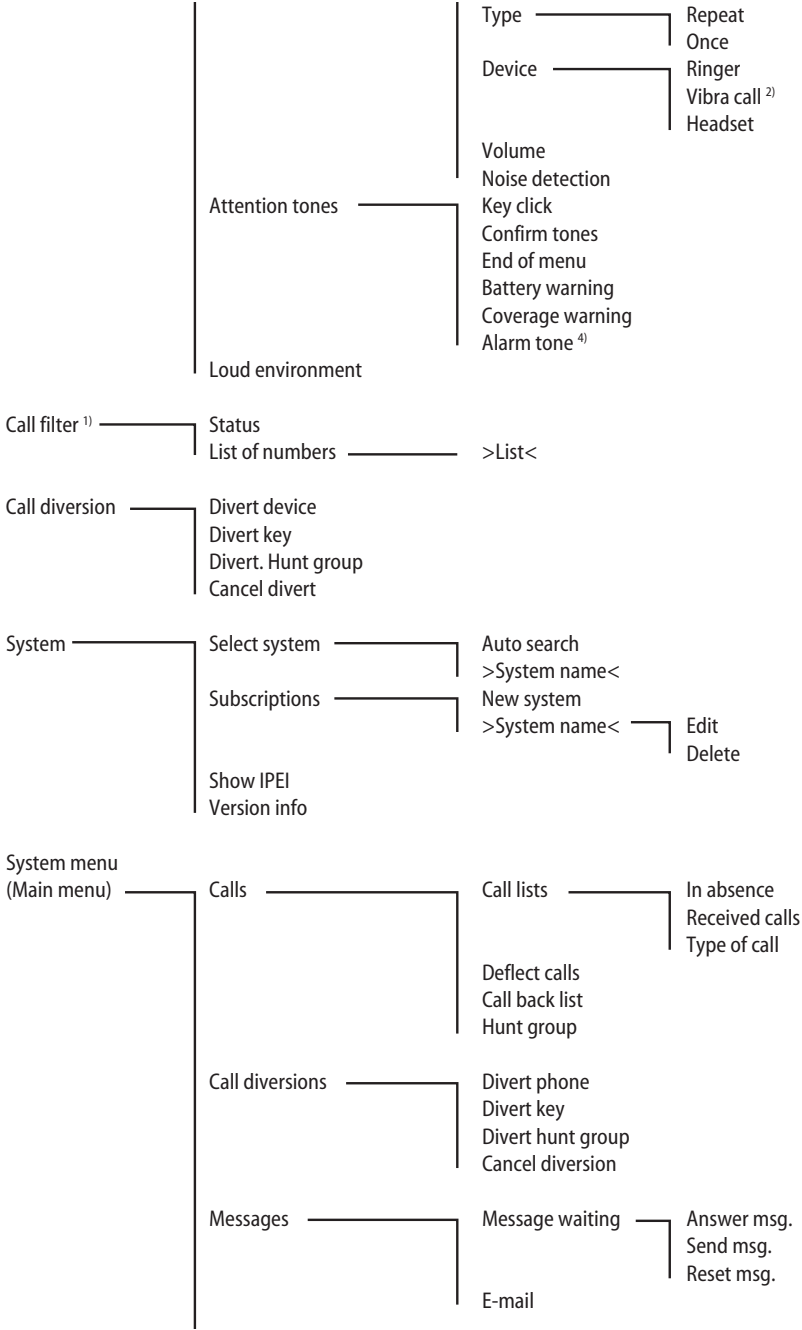 Type Repeat
Once
Device Ringer
Vibra call 2)
Headset
Volume
Noise detection
Attention tones Key click
Confirm tones
End of menu
Battery warning
Coverage warning
Alarm tone 4)
Loud environment
Call filter 1) Status
List of numbers >List<
Call diversion Divert device
Divert key
Divert. Hunt group
Cancel divert
System Select system Auto search
>System name<
Subscriptions New system
>System name< Edit
Delete
Show IPEI
Version info
System menu
(Main menu) Calls Call lists In absence
Received calls
Type of call
Deflect calls
Call back list
Hunt group
Call diversions Divert phone
Divert key
Divert hunt group
Cancel diversion
Messages Message waiting Answer msg.
Send msg.
Reset msg.
E-mail